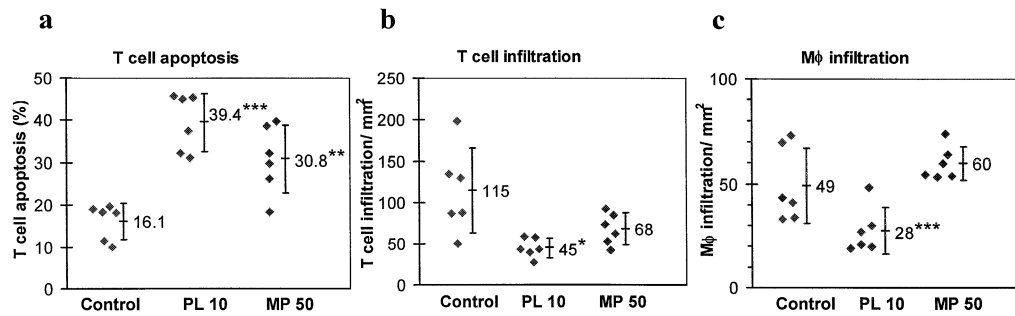 a
T cell apoptosis
T cell apoptosis (%)
50
40
30
20
10
0
16.1
39.4***
30.8**
Control
PL 10
MP 50
b
T cell infiltration
T cell infiltration/ mm²
250
200
150
100
50
0
115
45*
68
Control
PL 10
MP 50
c
Mϕ infiltration
Mϕ infiltration/ mm²
100
50
0
49
28***
60
Control
PL 10
MP 50